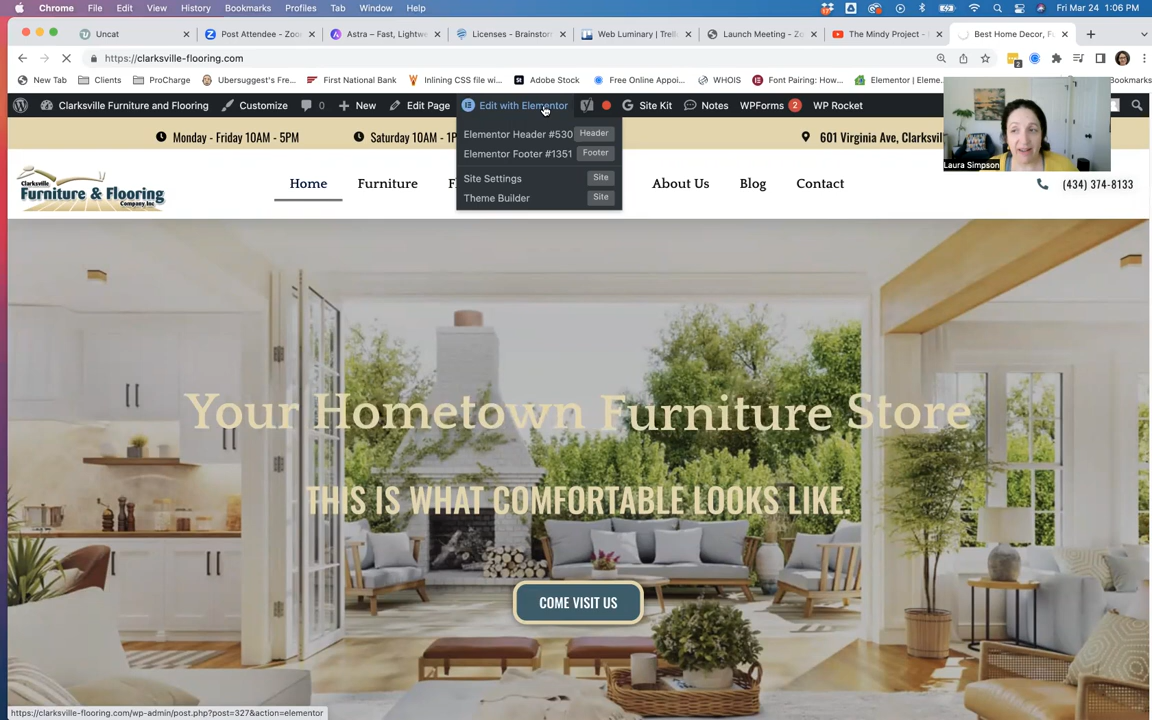 Chrome File Edit View History Bookmarks Profiles Tab Window Help Fri Mar 24 1:06 PM
Uncat Post Attendee - Zoo Astra – Fast, Lightwe Licenses - Brainstor Web Luminary | Trell Launch Meeting - Zo The Mindy Project - Best Home Decor, Fu
https://clarksville-flooring.com
New Tab Clients ProCharge Ubersuggest's Fre... First National Bank Inlining CSS file wi... Adobe Stock Free Online Appoi... WHOIS Font Pairing: How... Elementor | Eleme... Bookmarks
Clarksville Furniture and Flooring Customize 0 New Edit Page Edit with Elementor Site Kit Notes WPForms 2 WP Rocket
Elementor Header #530 Header
Elementor Footer #1351 Footer
Site Settings Site
Theme Builder Site
Monday - Friday 10AM - 5PM Saturday 10AM 601 Virginia Ave, Clarksvil
Laura Simpson
Clarksville
Furniture & Flooring
Company, Inc
Home Furniture About Us Blog Contact (434) 374-8133
Your Hometown Furniture Store
THIS IS WHAT COMFORTABLE LOOKS LIKE.
COME VISIT US
https://clarksville-flooring.com/wp-admin/post.php?post=327&action=elementor